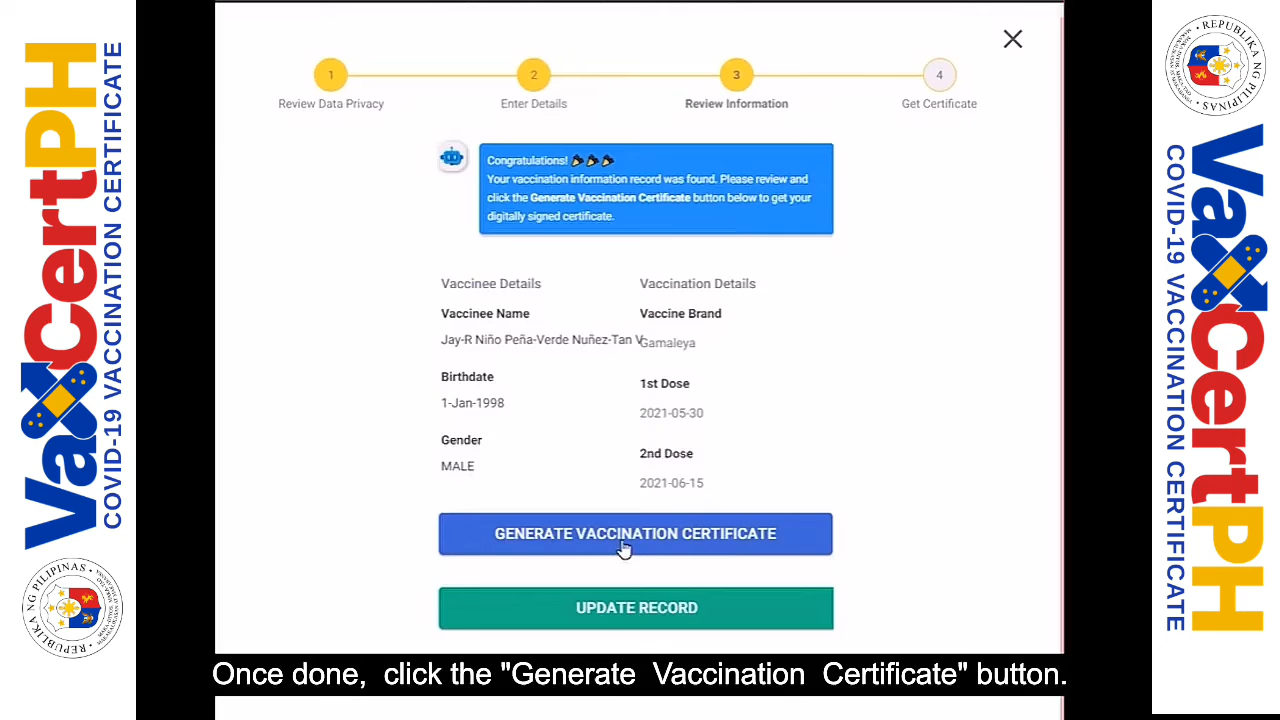 VaxCertPH
COVID-19 VACCINATION CERTIFICATE
REPUBLIKA NG PILIPINAS
1
2
3
4
Review Data Privacy
Enter Details
Review Information
Get Certificate
Congratulations!
Your vaccination information record was found. Please review and
click the Generate Vaccination Certificate button below to get your
digitally signed certificate.
Vaccinee Details
Vaccination Details
Vaccinee Name
Vaccine Brand
Jay-R Niño Peña-Verde Nuñez-Tan V
Gamaleya
Birthdate
1st Dose
1-Jan-1998
2021-05-30
Gender
2nd Dose
MALE
2021-06-15
GENERATE VACCINATION CERTIFICATE
UPDATE RECORD
Once done, click the "Generate Vaccination Certificate" button.
REPUBLIKA NG PILIPINAS
VaxCertPH
COVID-19 VACCINATION CERTIFICATE